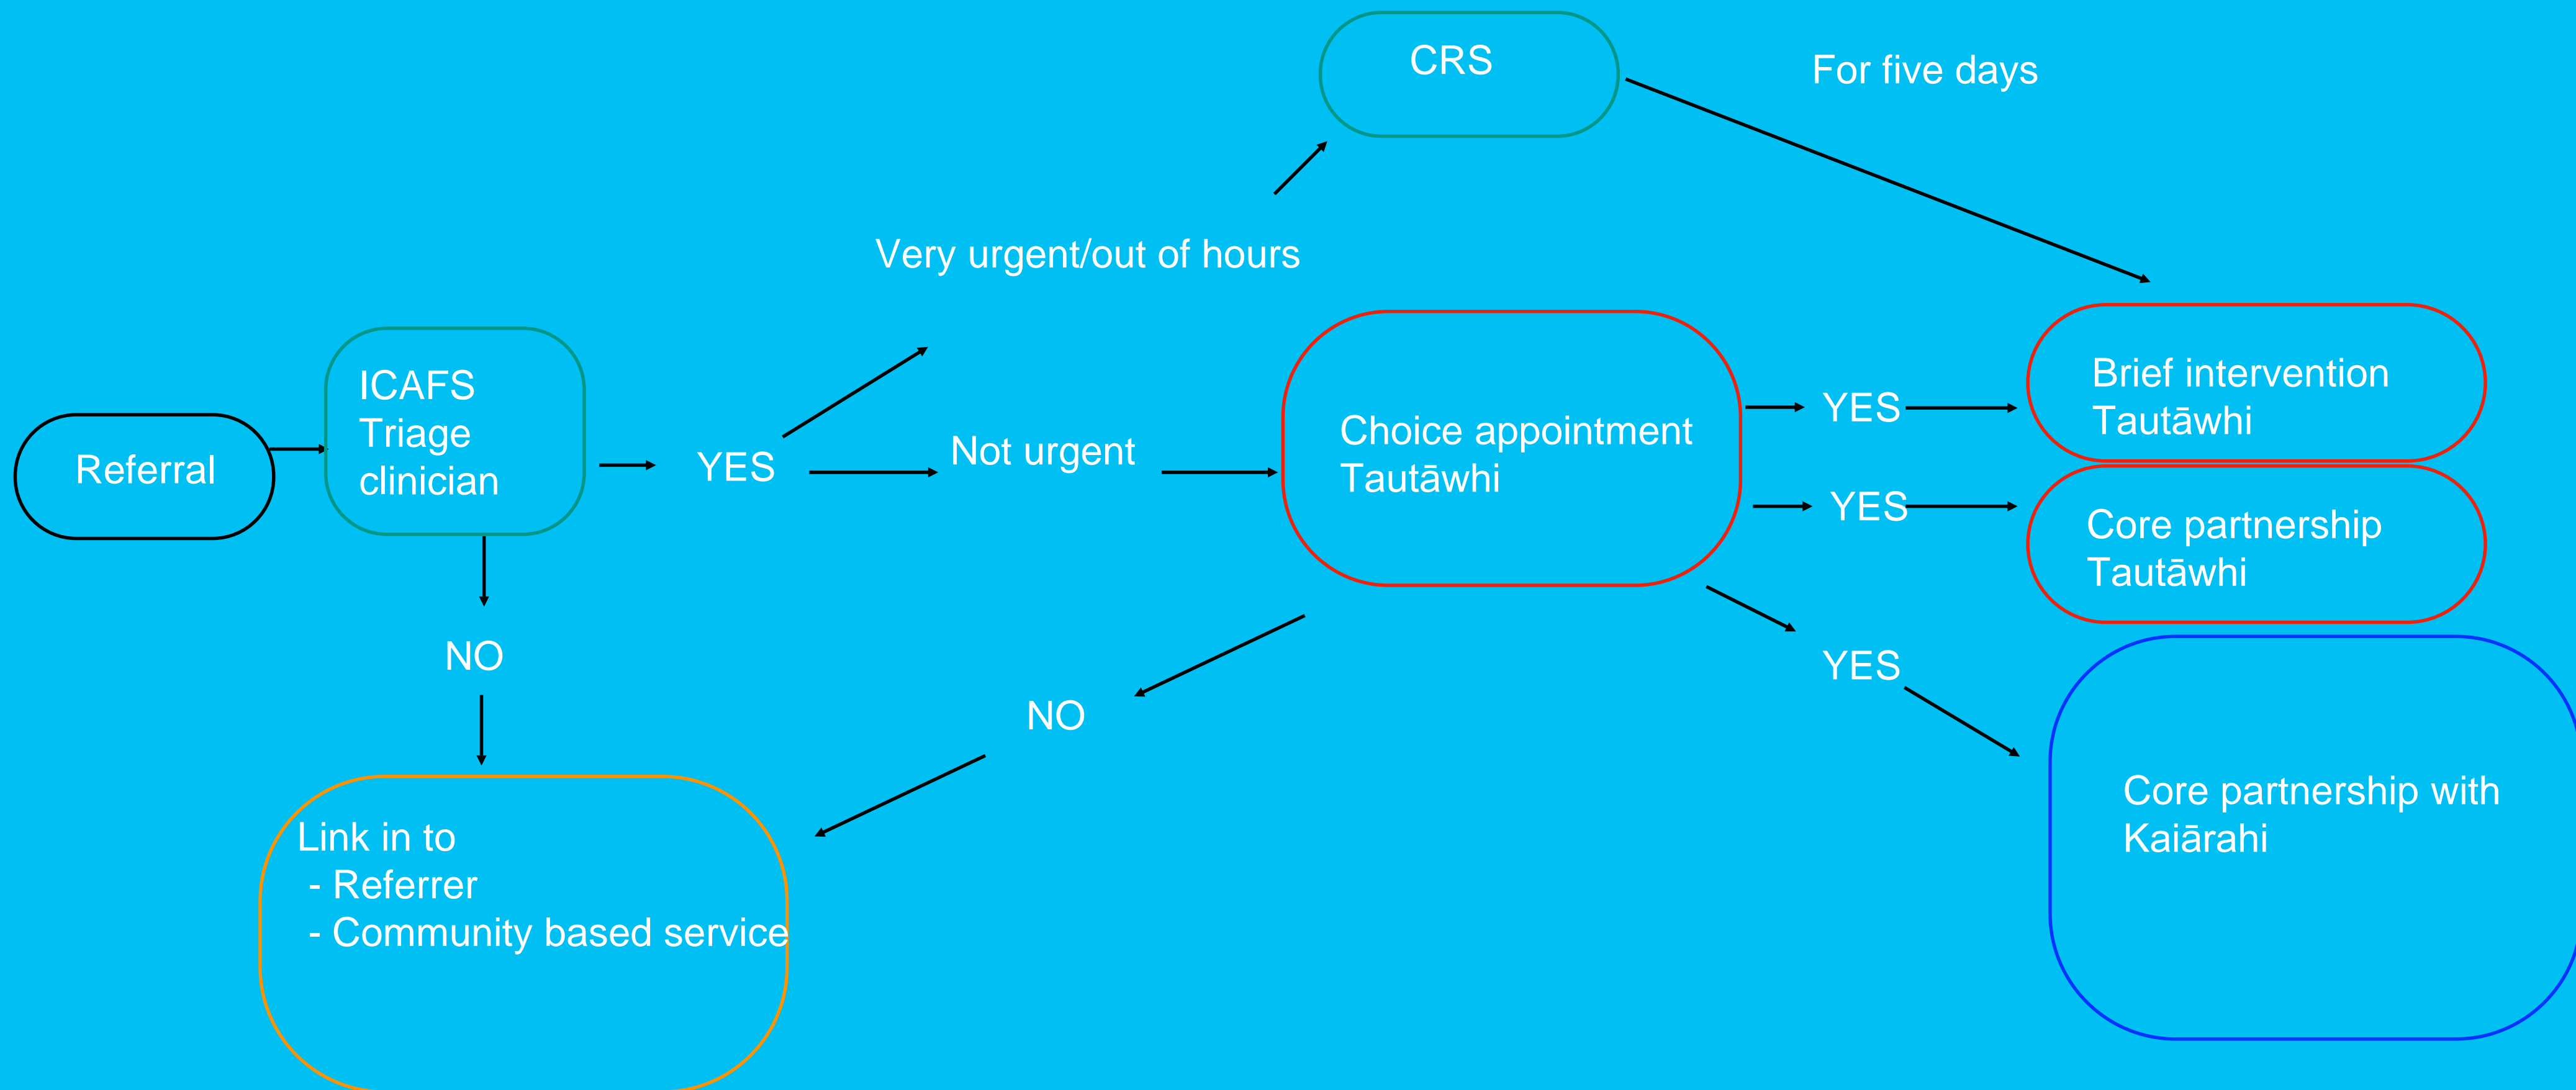 CRS
For five days
Very urgent/out of hours
Referral
ICAFS
Triage
clinician
YES
Not urgent
Choice appointment
Tautāwhi
YES
Brief intervention
Tautāwhi
YES
Core partnership
Tautāwhi
YES
Core partnership with
Kaiārahi
NO
NO
Link in to
- Referrer
- Community based service